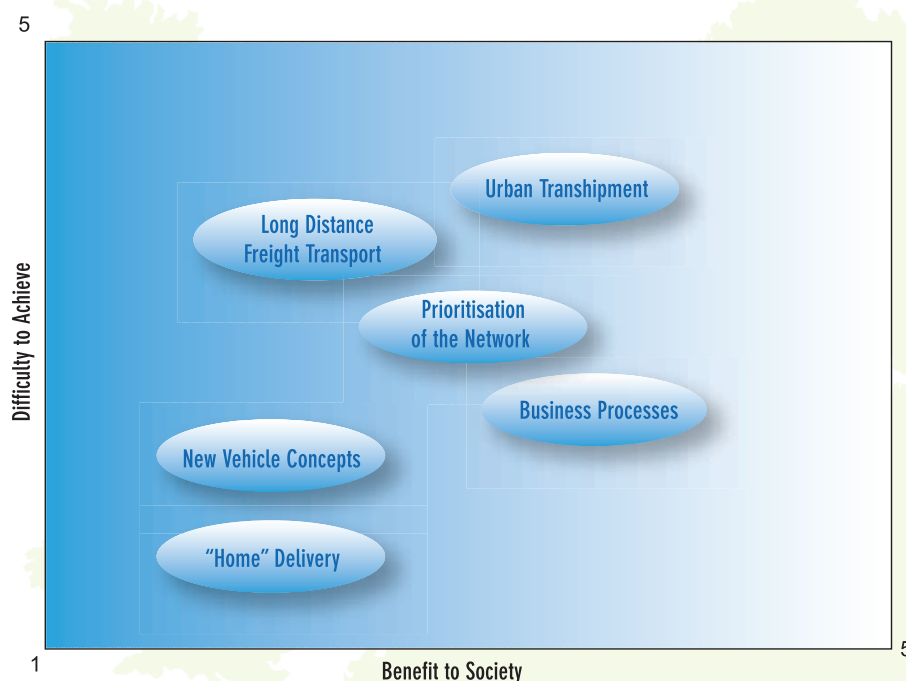 5
Urban Transhipment
Long Distance
Freight Transport
Prioritisation
of the Network
Difficulty to Achieve
Business Processes
New Vehicle Concepts
“Home” Delivery
1
5
Benefit to Society